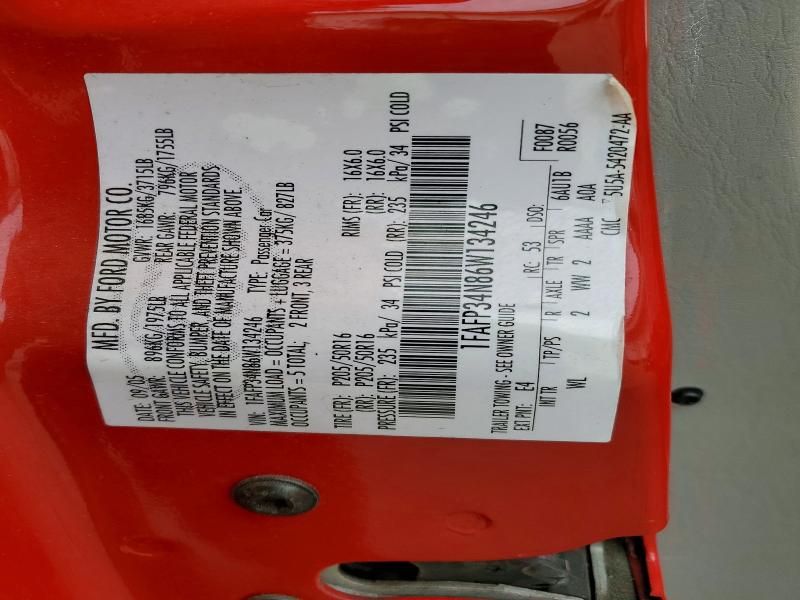 MFD. BY FORD MOTOR CO.
DATE: 09/05 GVWR: 1685KG/3715LB
FRONT GAWR: 896KG/1975LB REAR GAWR: 796KG/1755LB
THIS VEHICLE CONFORMS TO ALL APPLICABLE FEDERAL MOTOR
VEHICLE SAFETY, BUMPER, AND THEFT PREVENTION STANDARDS
IN EFFECT ON THE DATE OF MANUFACTURE SHOWN ABOVE.
VIN: 1FAFP34N86W134246 TYPE: Passenger Car
MAXIMUM LOAD = OCCUPANTS + LUGGAGE = 375KG/ 827LB
OCCUPANTS = 5 TOTAL; 2 FRONT, 3 REAR
TIRE (FR): P205/50R16 RIMS (FR): 16X6.0
(RR): P205/50R16 (RR): 16X6.0
PRESSURE (FR): 235 kPa/ 34 PSI COLD (RR): 235 kPa/ 34 PSI COLD
1FAFP34N86W134246
TRAILER TOWING - SEE OWNER GUIDE F0087
EXT PNT: E4 RC: 53 DSO: R0056
INT TR TP/PS R AXLE TR SPR 6AU1B
WL 2 WW 2 AAAA A0A
CMC 5U5A-5420472-AA